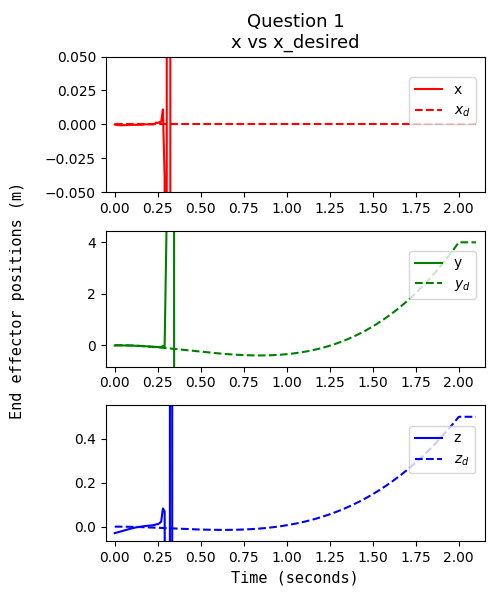 Question 1
x vs x_desired
End effector positions (m)
0.050
0.025
0.000
−0.025
−0.050
x
x_d
0.00 0.25 0.50 0.75 1.00 1.25 1.50 1.75 2.00
4
2
0
y
y_d
0.00 0.25 0.50 0.75 1.00 1.25 1.50 1.75 2.00
0.4
0.2
0.0
z
z_d
0.00 0.25 0.50 0.75 1.00 1.25 1.50 1.75 2.00
Time (seconds)